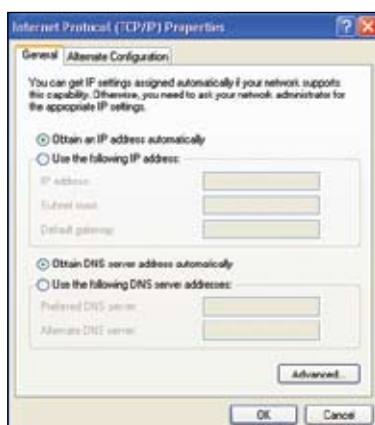 Internet Protocol (TCP/IP) Properties
General
Alternate Configuration
You can get IP settings assigned automatically if your network supports
this capability. Otherwise, you need to ask your network administrator for
the appropriate IP settings.
Obtain an IP address automatically
Use the following IP address:
IP address:
Subnet mask:
Default gateway:
Obtain DNS server address automatically
Use the following DNS server addresses:
Preferred DNS server:
Alternate DNS server:
Advanced...
OK
Cancel